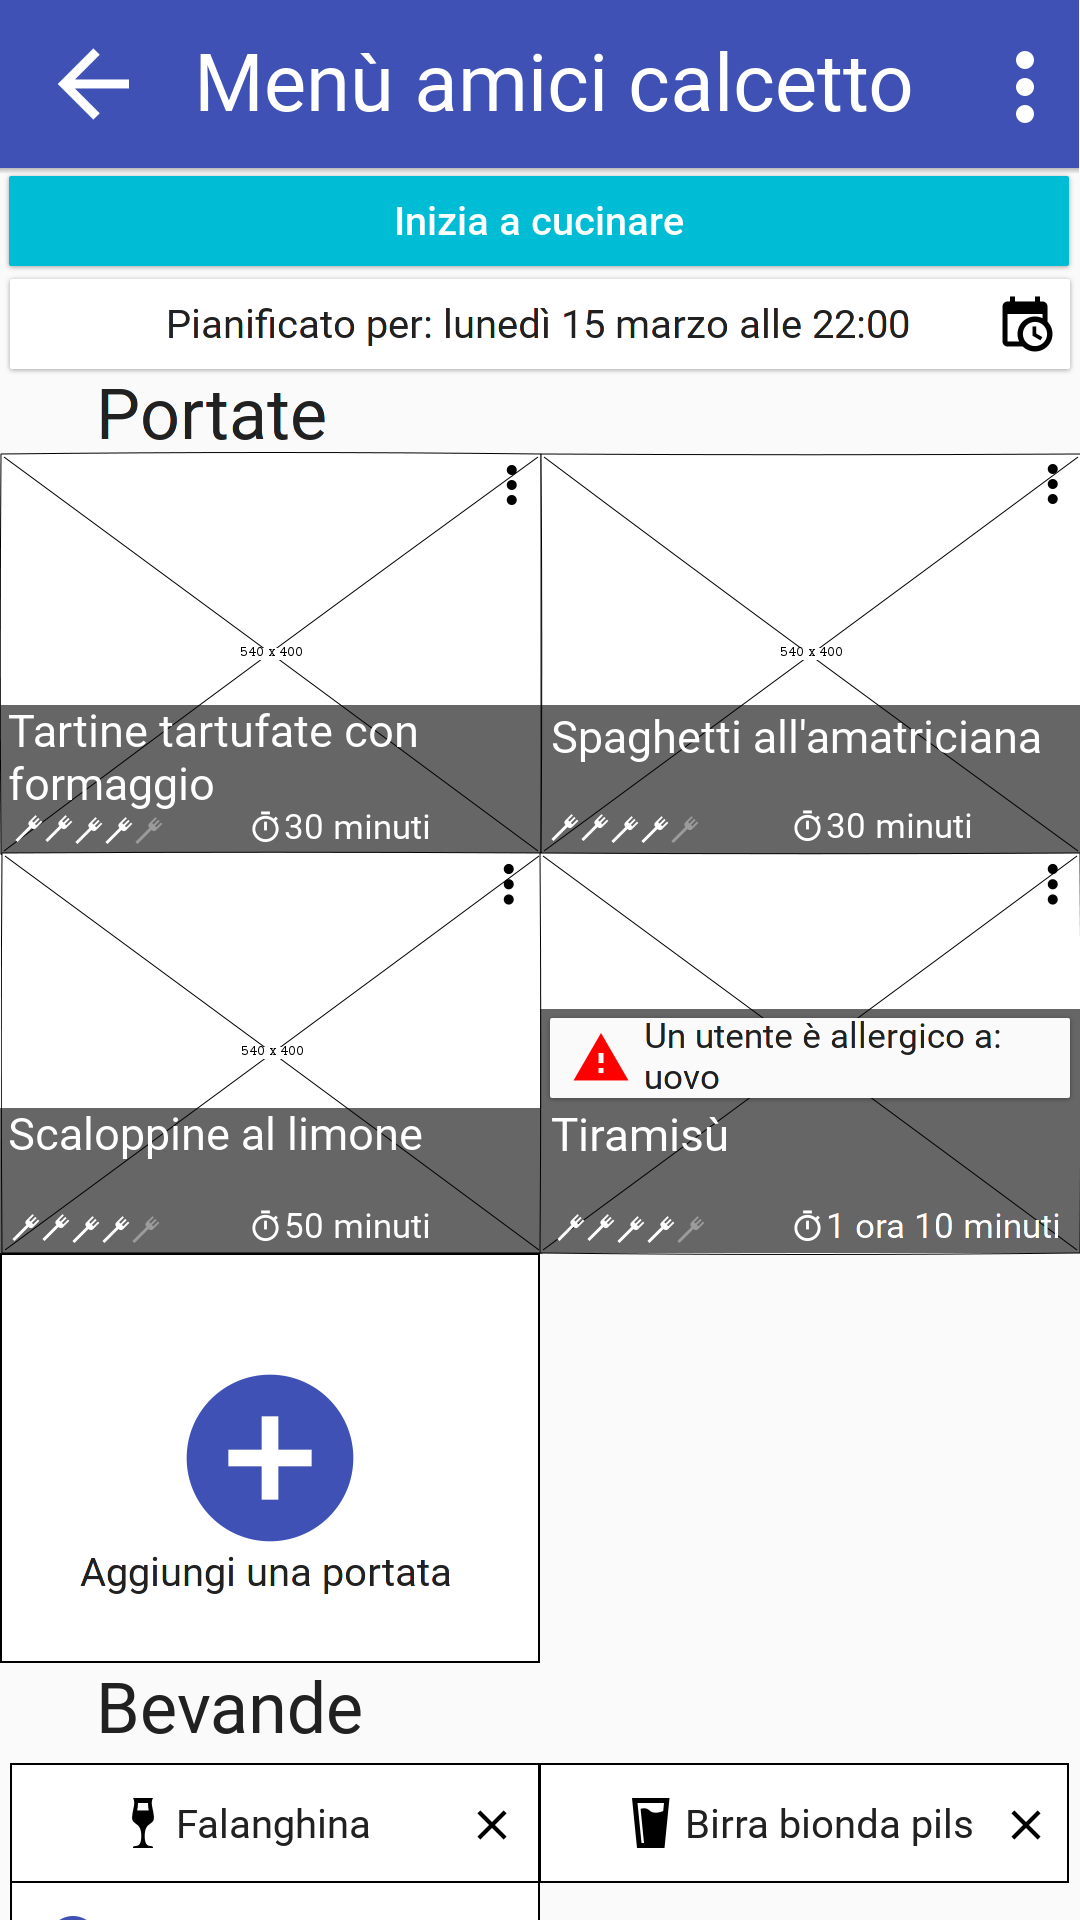 Menù amici calcetto
Inizia a cucinare
Pianificato per: lunedì 15 marzo alle 22:00
Portate
540 x 400
Tartine tartufate con
formaggio
30 minuti
540 x 400
Spaghetti all'amatriciana
30 minuti
540 x 400
Scaloppine al limone
50 minuti
Un utente è allergico a:
uovo
Tiramisù
1 ora 10 minuti
Aggiungi una portata
Bevande
Falanghina
Birra bionda pils